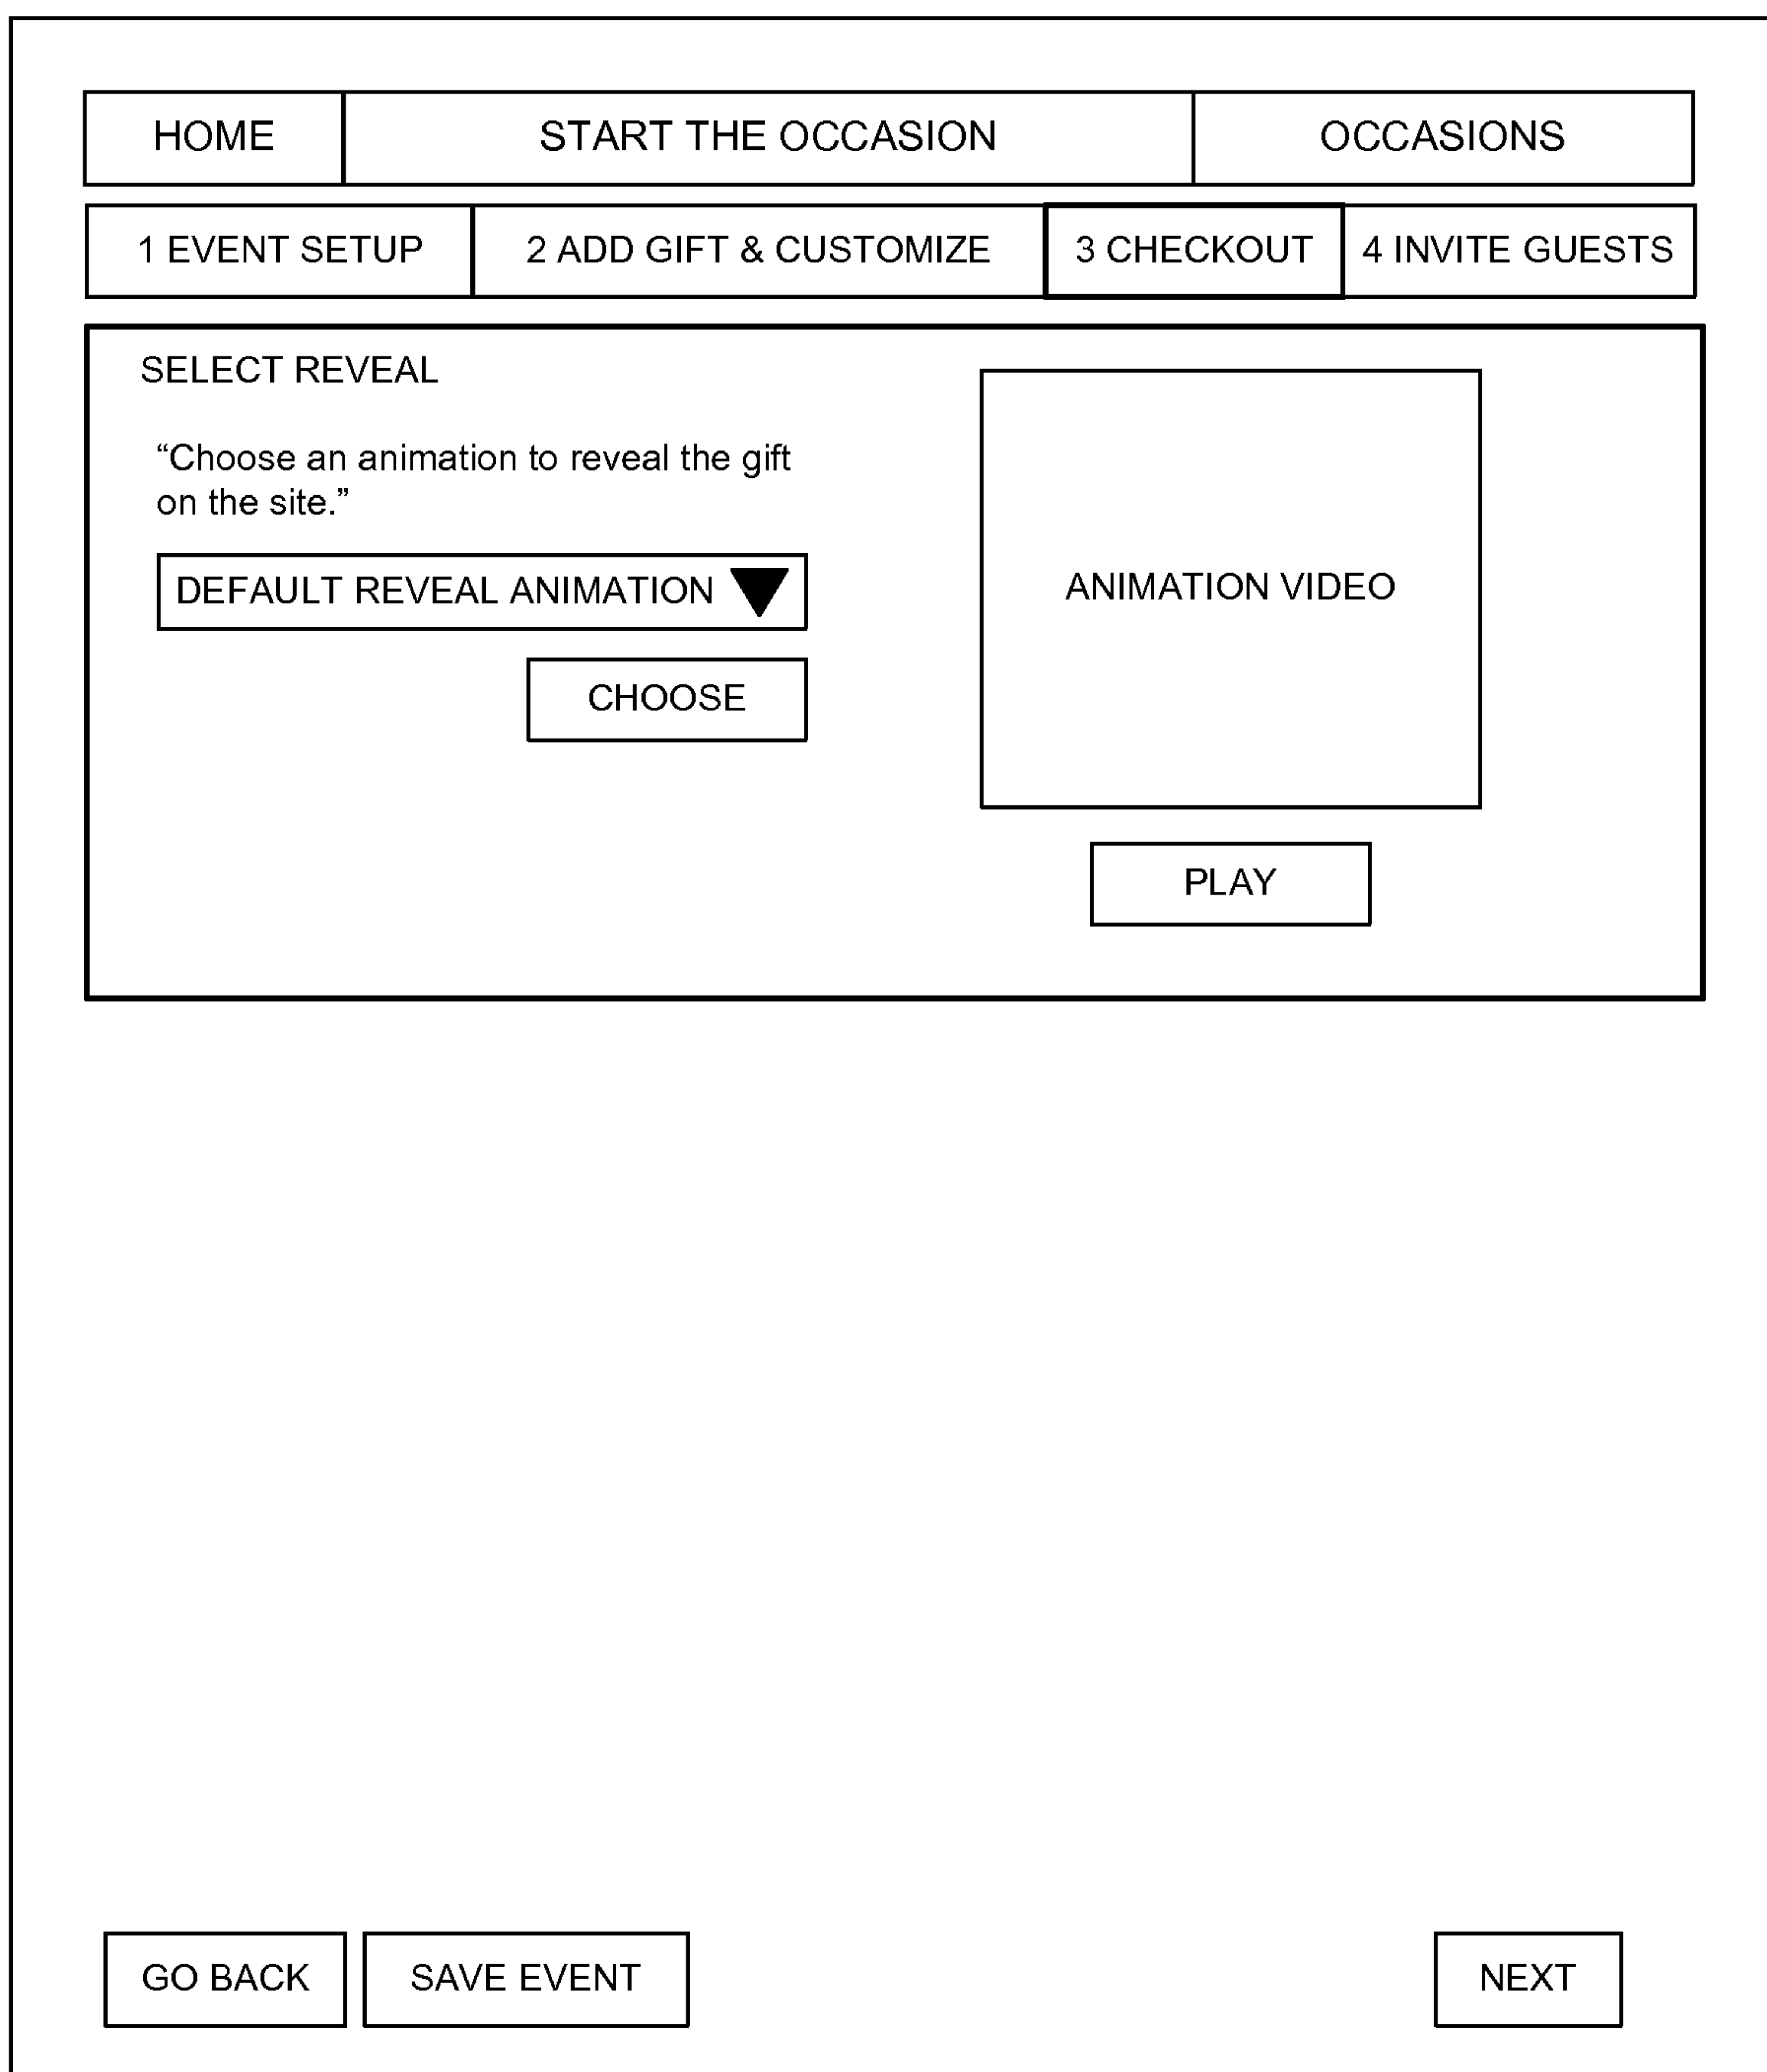 HOME START THE OCCASION OCCASIONS
1 EVENT SETUP 2 ADD GIFT & CUSTOMIZE 3 CHECKOUT 4 INVITE GUESTS
SELECT REVEAL
“Choose an animation to reveal the gift
on the site.”
DEFAULT REVEAL ANIMATION
CHOOSE
ANIMATION VIDEO
PLAY
GO BACK SAVE EVENT NEXT